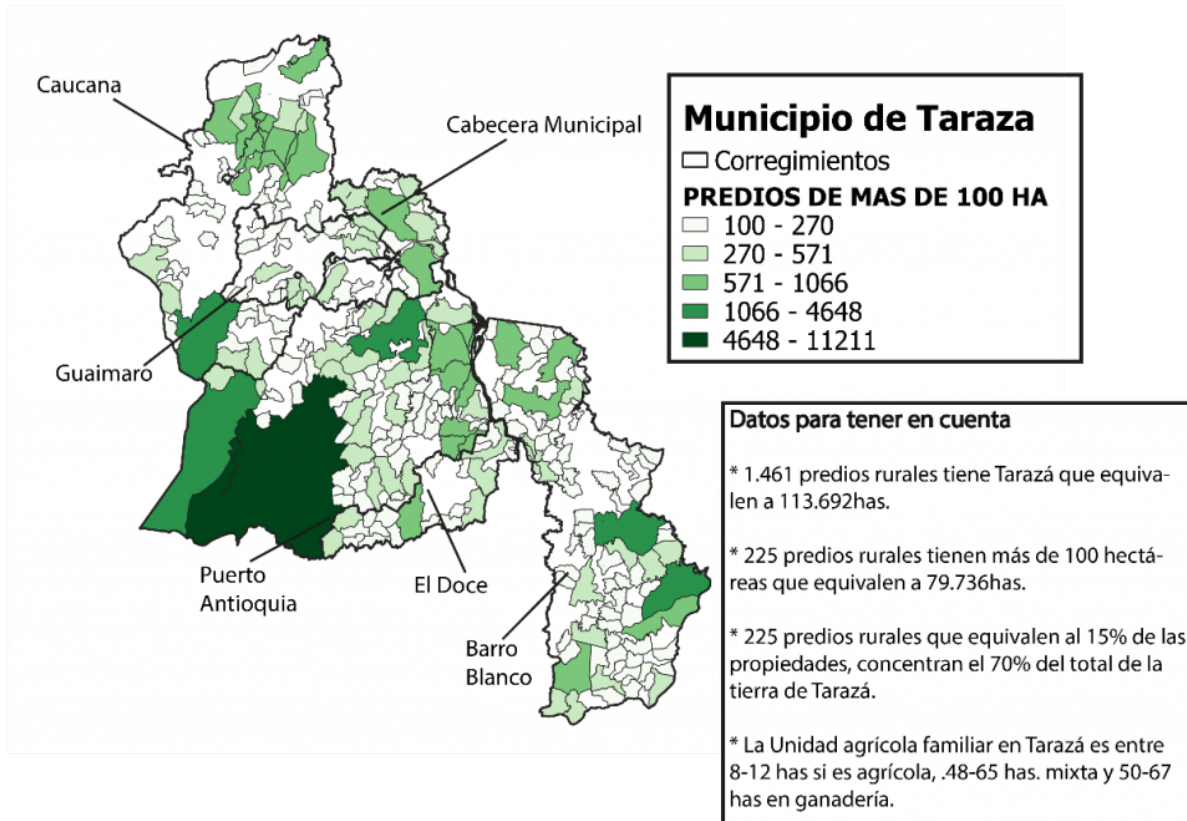 Caucana
Cabecera Municipal
Guaimaro
Puerto
Antioquia
El Doce
Barro
Blanco
Municipio de Taraza
Corregimientos
PREDIOS DE MAS DE 100 HA
100 - 270
270 - 571
571 - 1066
1066 - 4648
4648 - 11211
Datos para tener en cuenta
* 1.461 predios rurales tiene Tarazá que equiva-
len a 113.692has.
* 225 predios rurales tienen más de 100 hectá-
reas que equivalen a 79.736has.
* 225 predios rurales que equivalen al 15% de las
propiedades, concentran el 70% del total de la
tierra de Tarazá.
* La Unidad agrícola familiar en Tarazá es entre
8-12 has si es agrícola, .48-65 has. mixta y 50-67
has en ganadería.